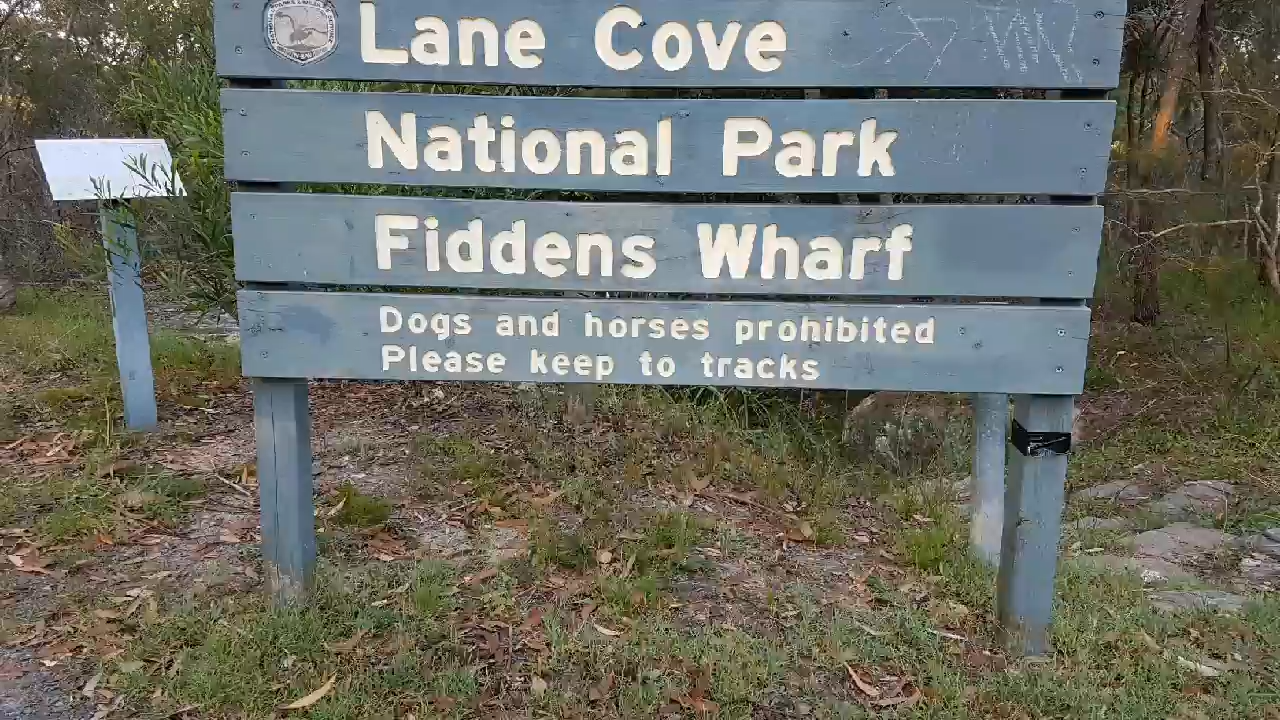 Lane Cove
National Park
Fiddens Wharf
Dogs and horses prohibited
Please keep to tracks